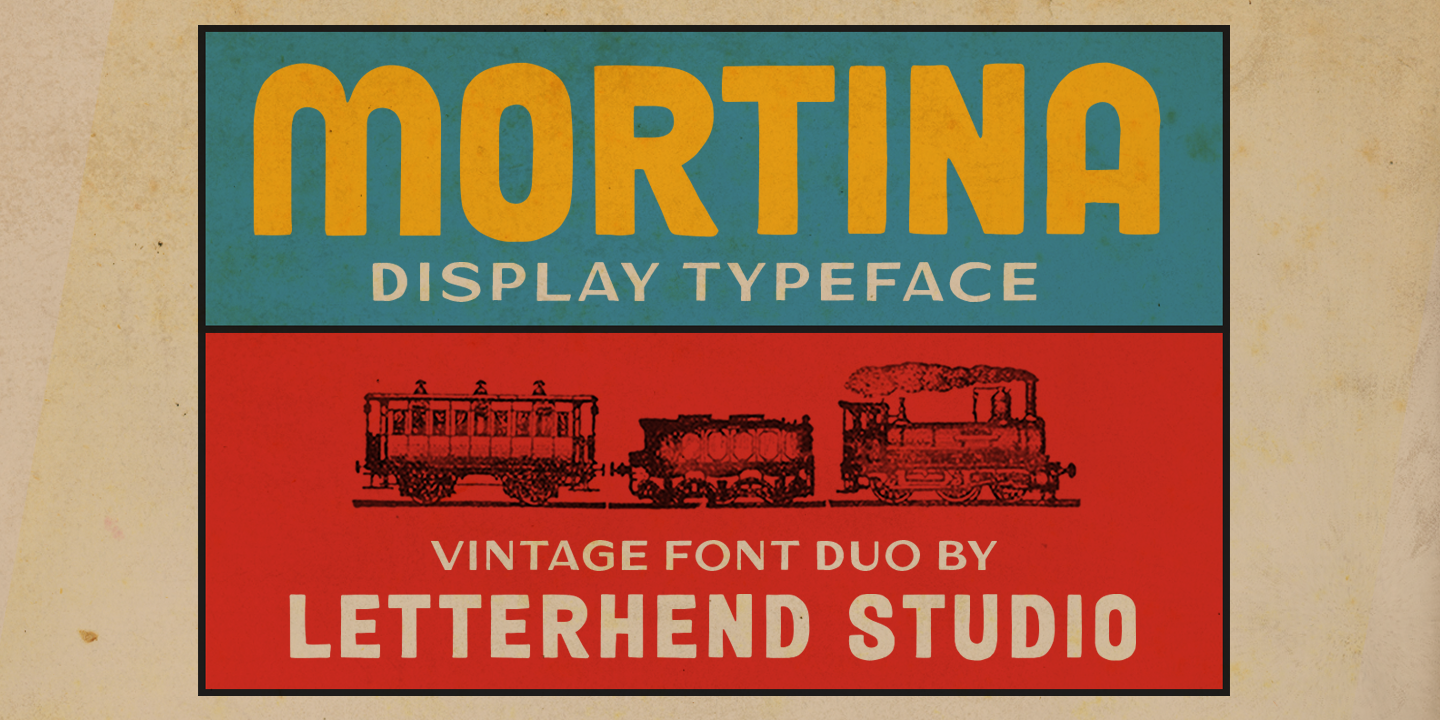 MORTINA
DISPLAY TYPEFACE
VINTAGE FONT DUO BY
LETTERHEND STUDIO